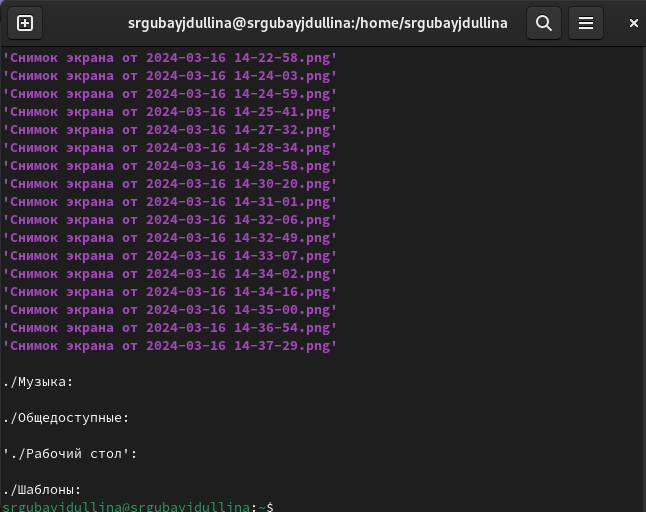 srgubayjdullina@srgubayjdullina:/home/srgubayjdullina
'Снимок экрана от 2024-03-16 14-22-58.png'
'Снимок экрана от 2024-03-16 14-24-03.png'
'Снимок экрана от 2024-03-16 14-24-59.png'
'Снимок экрана от 2024-03-16 14-25-41.png'
'Снимок экрана от 2024-03-16 14-27-32.png'
'Снимок экрана от 2024-03-16 14-28-34.png'
'Снимок экрана от 2024-03-16 14-28-58.png'
'Снимок экрана от 2024-03-16 14-30-20.png'
'Снимок экрана от 2024-03-16 14-31-01.png'
'Снимок экрана от 2024-03-16 14-32-06.png'
'Снимок экрана от 2024-03-16 14-32-49.png'
'Снимок экрана от 2024-03-16 14-33-07.png'
'Снимок экрана от 2024-03-16 14-34-02.png'
'Снимок экрана от 2024-03-16 14-34-16.png'
'Снимок экрана от 2024-03-16 14-35-00.png'
'Снимок экрана от 2024-03-16 14-36-54.png'
'Снимок экрана от 2024-03-16 14-37-29.png'
./Музыка:
./Общедоступные:
'./Рабочий стол':
./Шаблоны:
srgubayjdullina@srgubayjdullina:~$